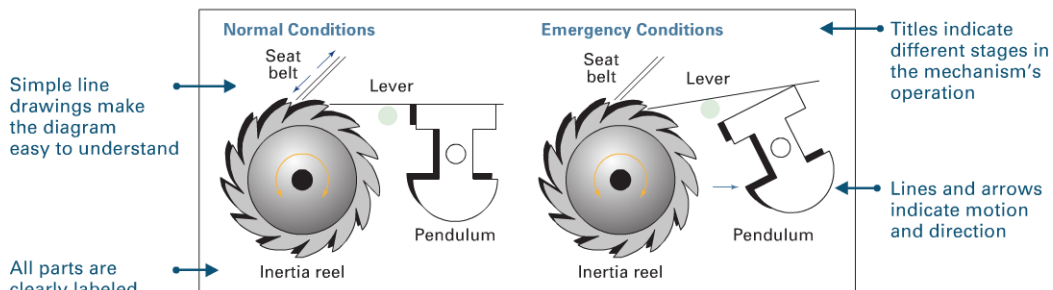 Normal Conditions
Emergency Conditions
Titles indicate
different stages in
the mechanism's
operation
Simple line
drawings make
the diagram
easy to understand
Seat
belt
Lever
Seat
belt
Lever
Lines and arrows
indicate motion
and direction
Pendulum
Pendulum
All parts are
clearly labeled
Inertia reel
Inertia reel